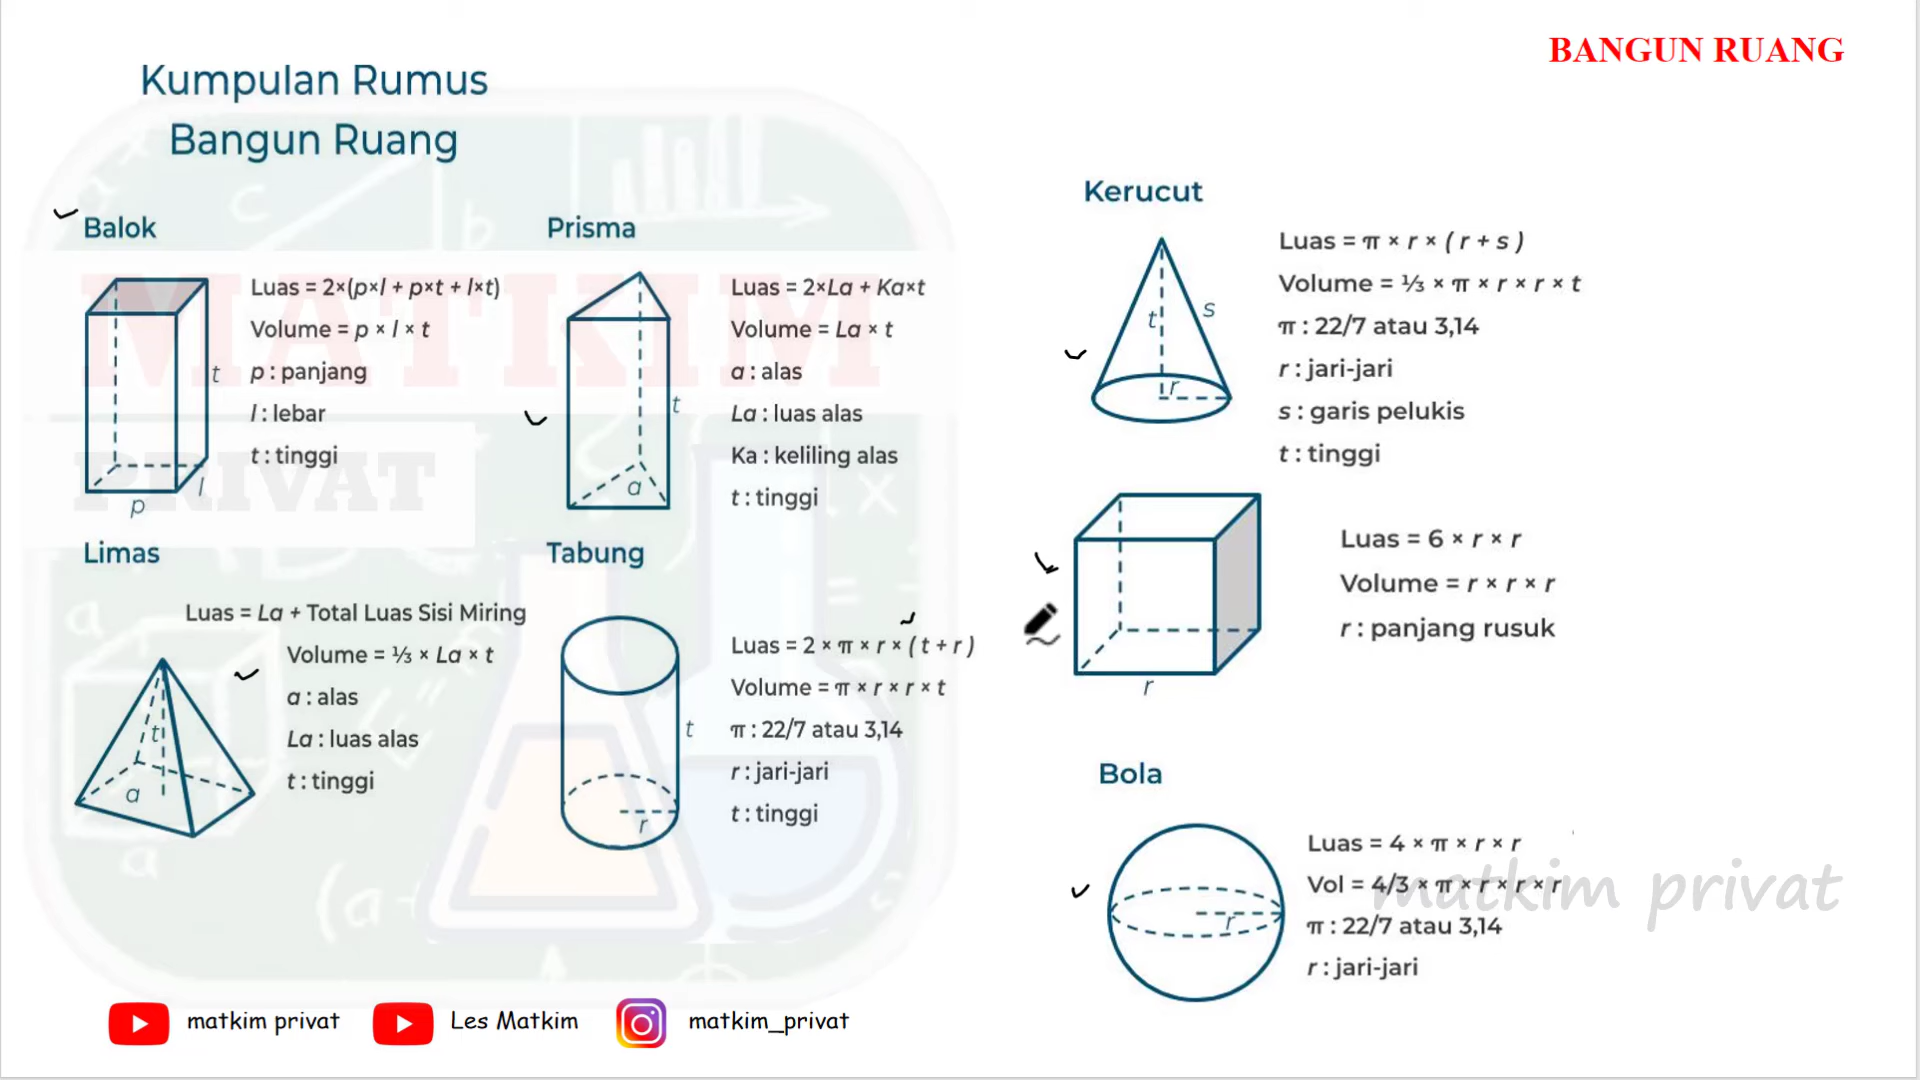 BANGUN RUANG
Kumpulan Rumus
Bangun Ruang
Balok
Luas = 2×(p×l + p×t + l×t)
Volume = p × l × t
p : panjang
l : lebar
t : tinggi
t
l
p
Prisma
Luas = 2×La + Ka×t
Volume = La × t
a : alas
La : luas alas
Ka : keliling alas
t : tinggi
t
a
Limas
Luas = La + Total Luas Sisi Miring
Volume = ⅓ × La × t
a : alas
La : luas alas
t : tinggi
t
a
Tabung
Luas = 2 × π × r × ( t + r )
Volume = π × r × r × t
π : 22/7 atau 3,14
r : jari-jari
t : tinggi
t
r
Kerucut
Luas = π × r × ( r + s )
Volume = ⅓ × π × r × r × t
π : 22/7 atau 3,14
r : jari-jari
s : garis pelukis
t : tinggi
t
s
r
Luas = 6 × r × r
Volume = r × r × r
r : panjang rusuk
r
Bola
Luas = 4 × π × r × r
Vol = 4/3 × π × r × r × r
π : 22/7 atau 3,14
r : jari-jari
r
matkim privat
MATKIM
PRIVAT
c
b
a
a
a
(a
matkim privat
Les Matkim
matkim_privat